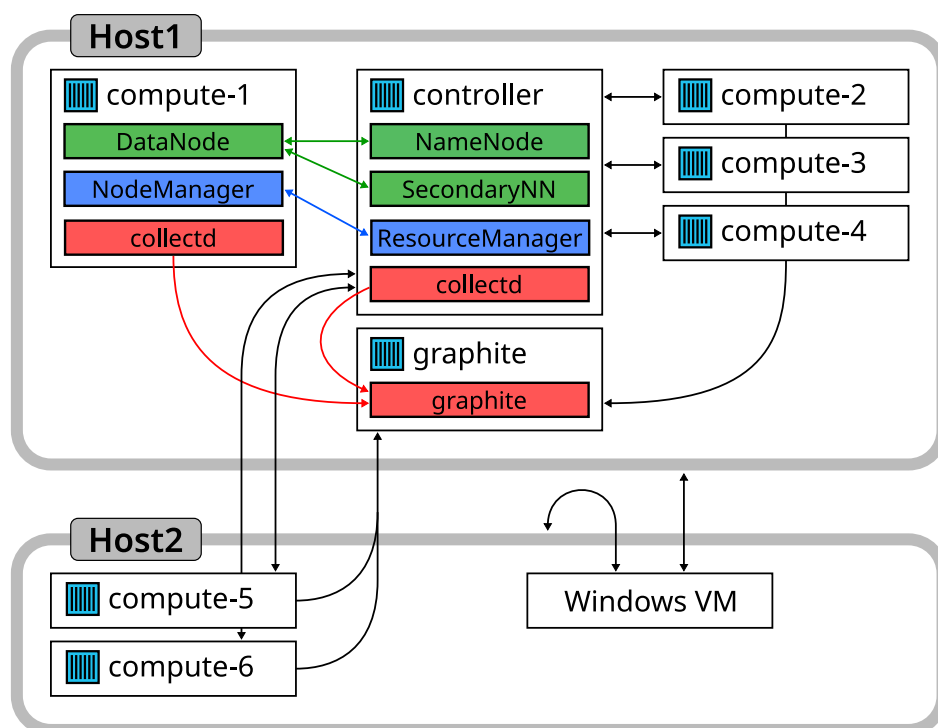 Host1
compute-1
DataNode
NodeManager
collectd
controller
NameNode
SecondaryNN
ResourceManager
collectd
graphite
graphite
compute-2
compute-3
compute-4
Host2
compute-5
compute-6
Windows VM